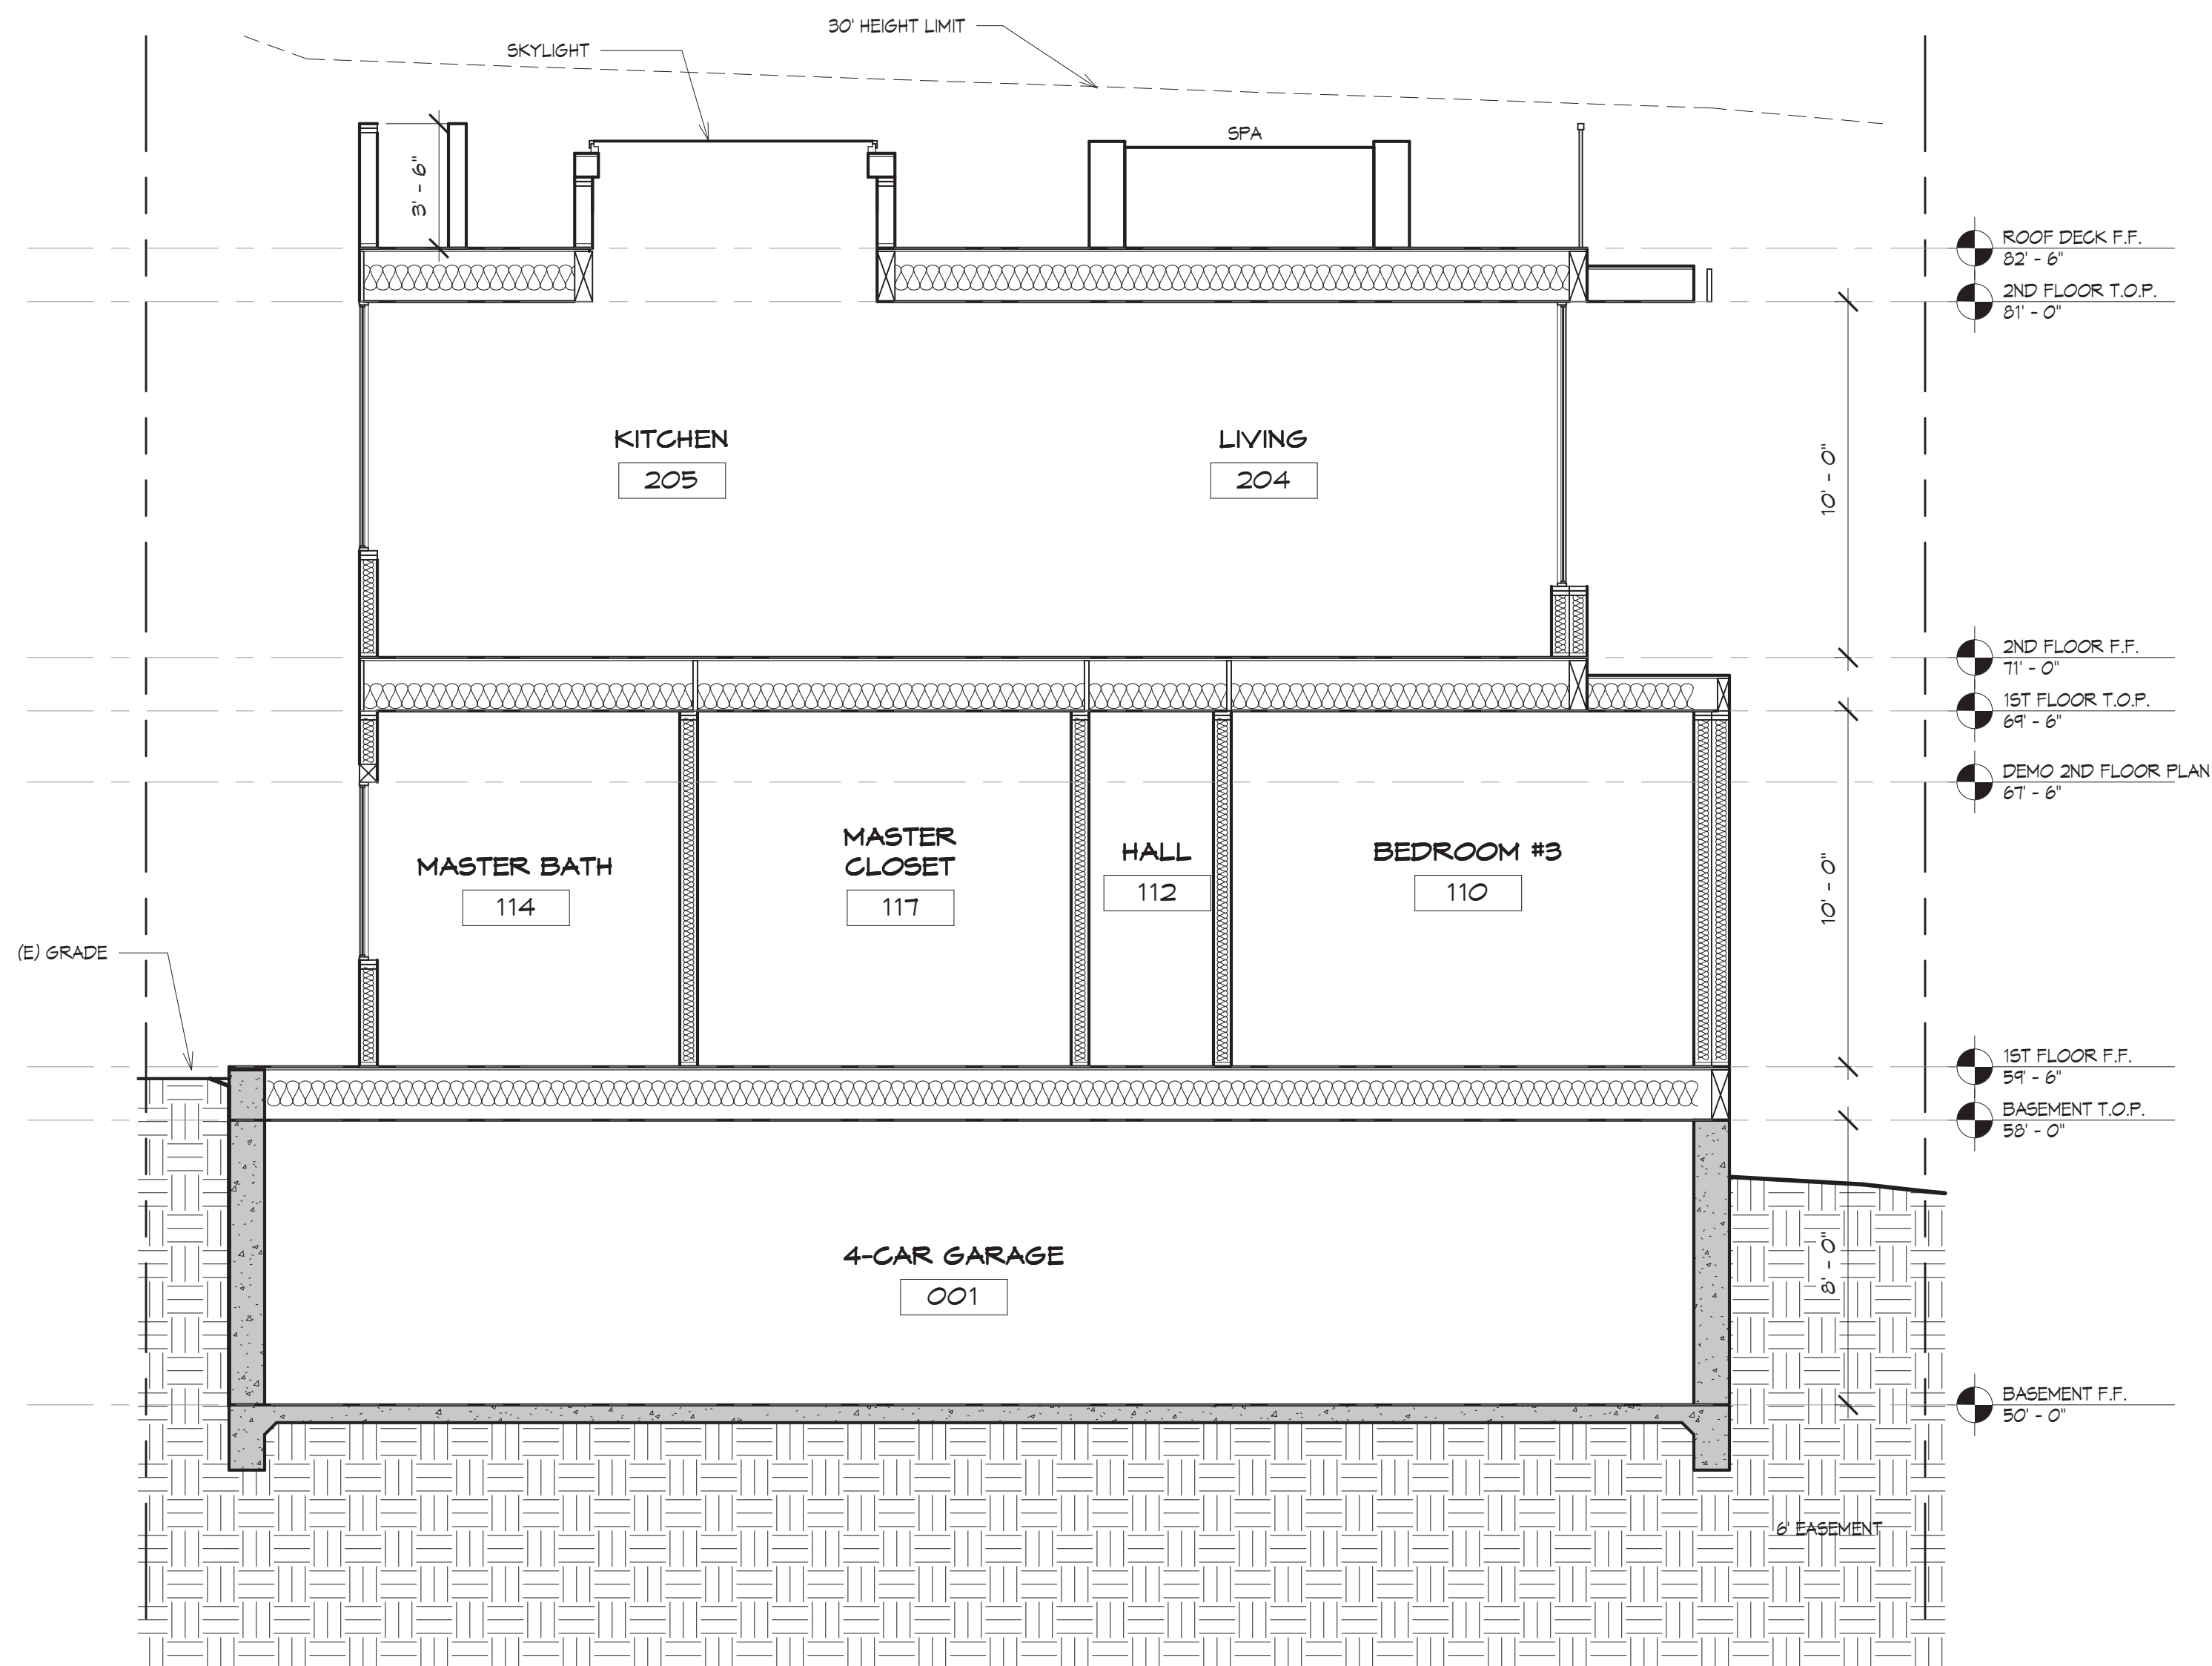 30' HEIGHT LIMIT
SKYLIGHT
SPA
3' - 6"
ROOF DECK F.F.
82' - 6"
2ND FLOOR T.O.P.
81' - 0"
KITCHEN
205
LIVING
204
10' - 0"
2ND FLOOR F.F.
71' - 0"
1ST FLOOR T.O.P.
69' - 6"
DEMO 2ND FLOOR PLAN
67' - 6"
MASTER BATH
114
MASTER
CLOSET
117
HALL
112
BEDROOM #3
110
10' - 0"
(E) GRADE
1ST FLOOR F.F.
59' - 6"
BASEMENT T.O.P.
58' - 0"
4-CAR GARAGE
001
8' - 0"
BASEMENT F.F.
50' - 0"
6' EASEMENT